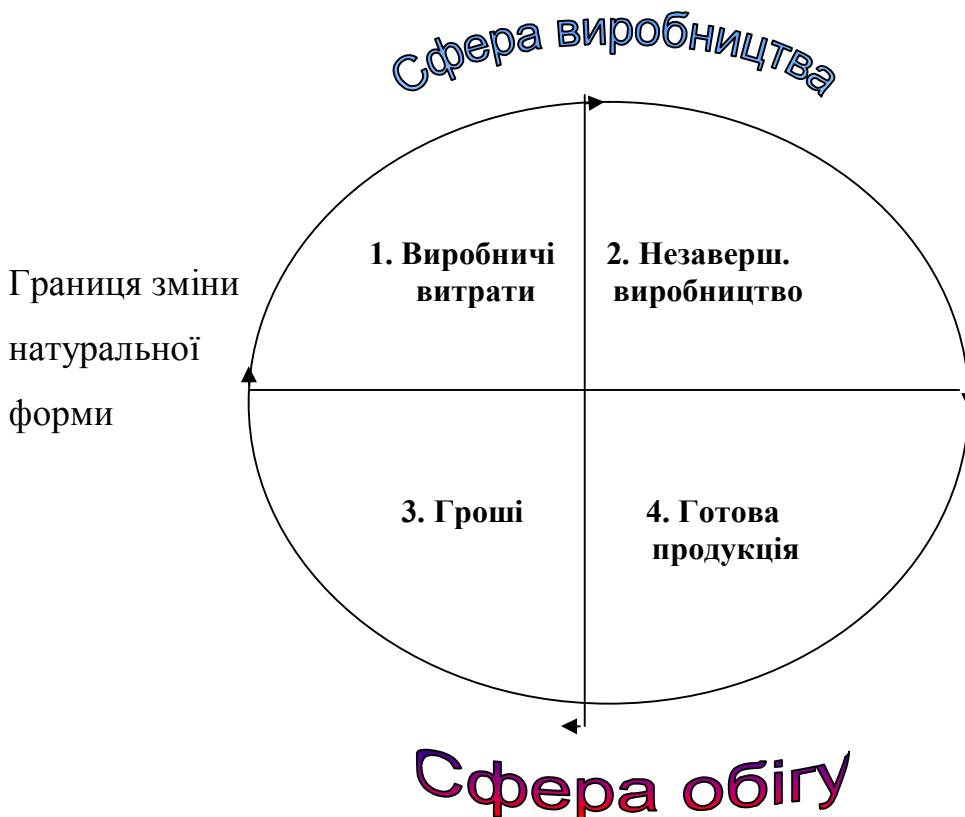 Сфера виробництва
1. Виробничі
витрати
2. Незаверш.
виробництво
Границя зміни
натуральної
форми
3. Гроші
4. Готова
продукція
Сфера обігу